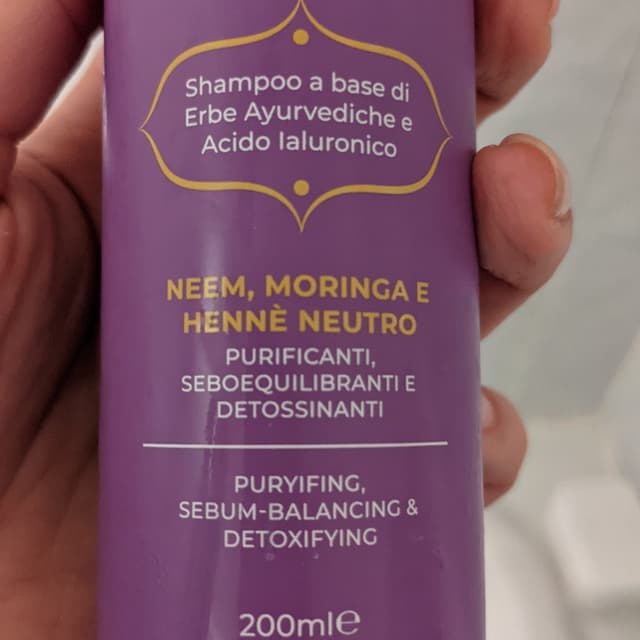 Shampoo a base di
Erbe Ayurvediche e
Acido Ialuronico
NEEM, MORINGA E
HENNÈ NEUTRO
PURIFICANTI,
SEBOEQUILIBRANTI E
DETOSSINANTI
PURYIFING,
SEBUM-BALANCING &
DETOXIFYING
200ml℮